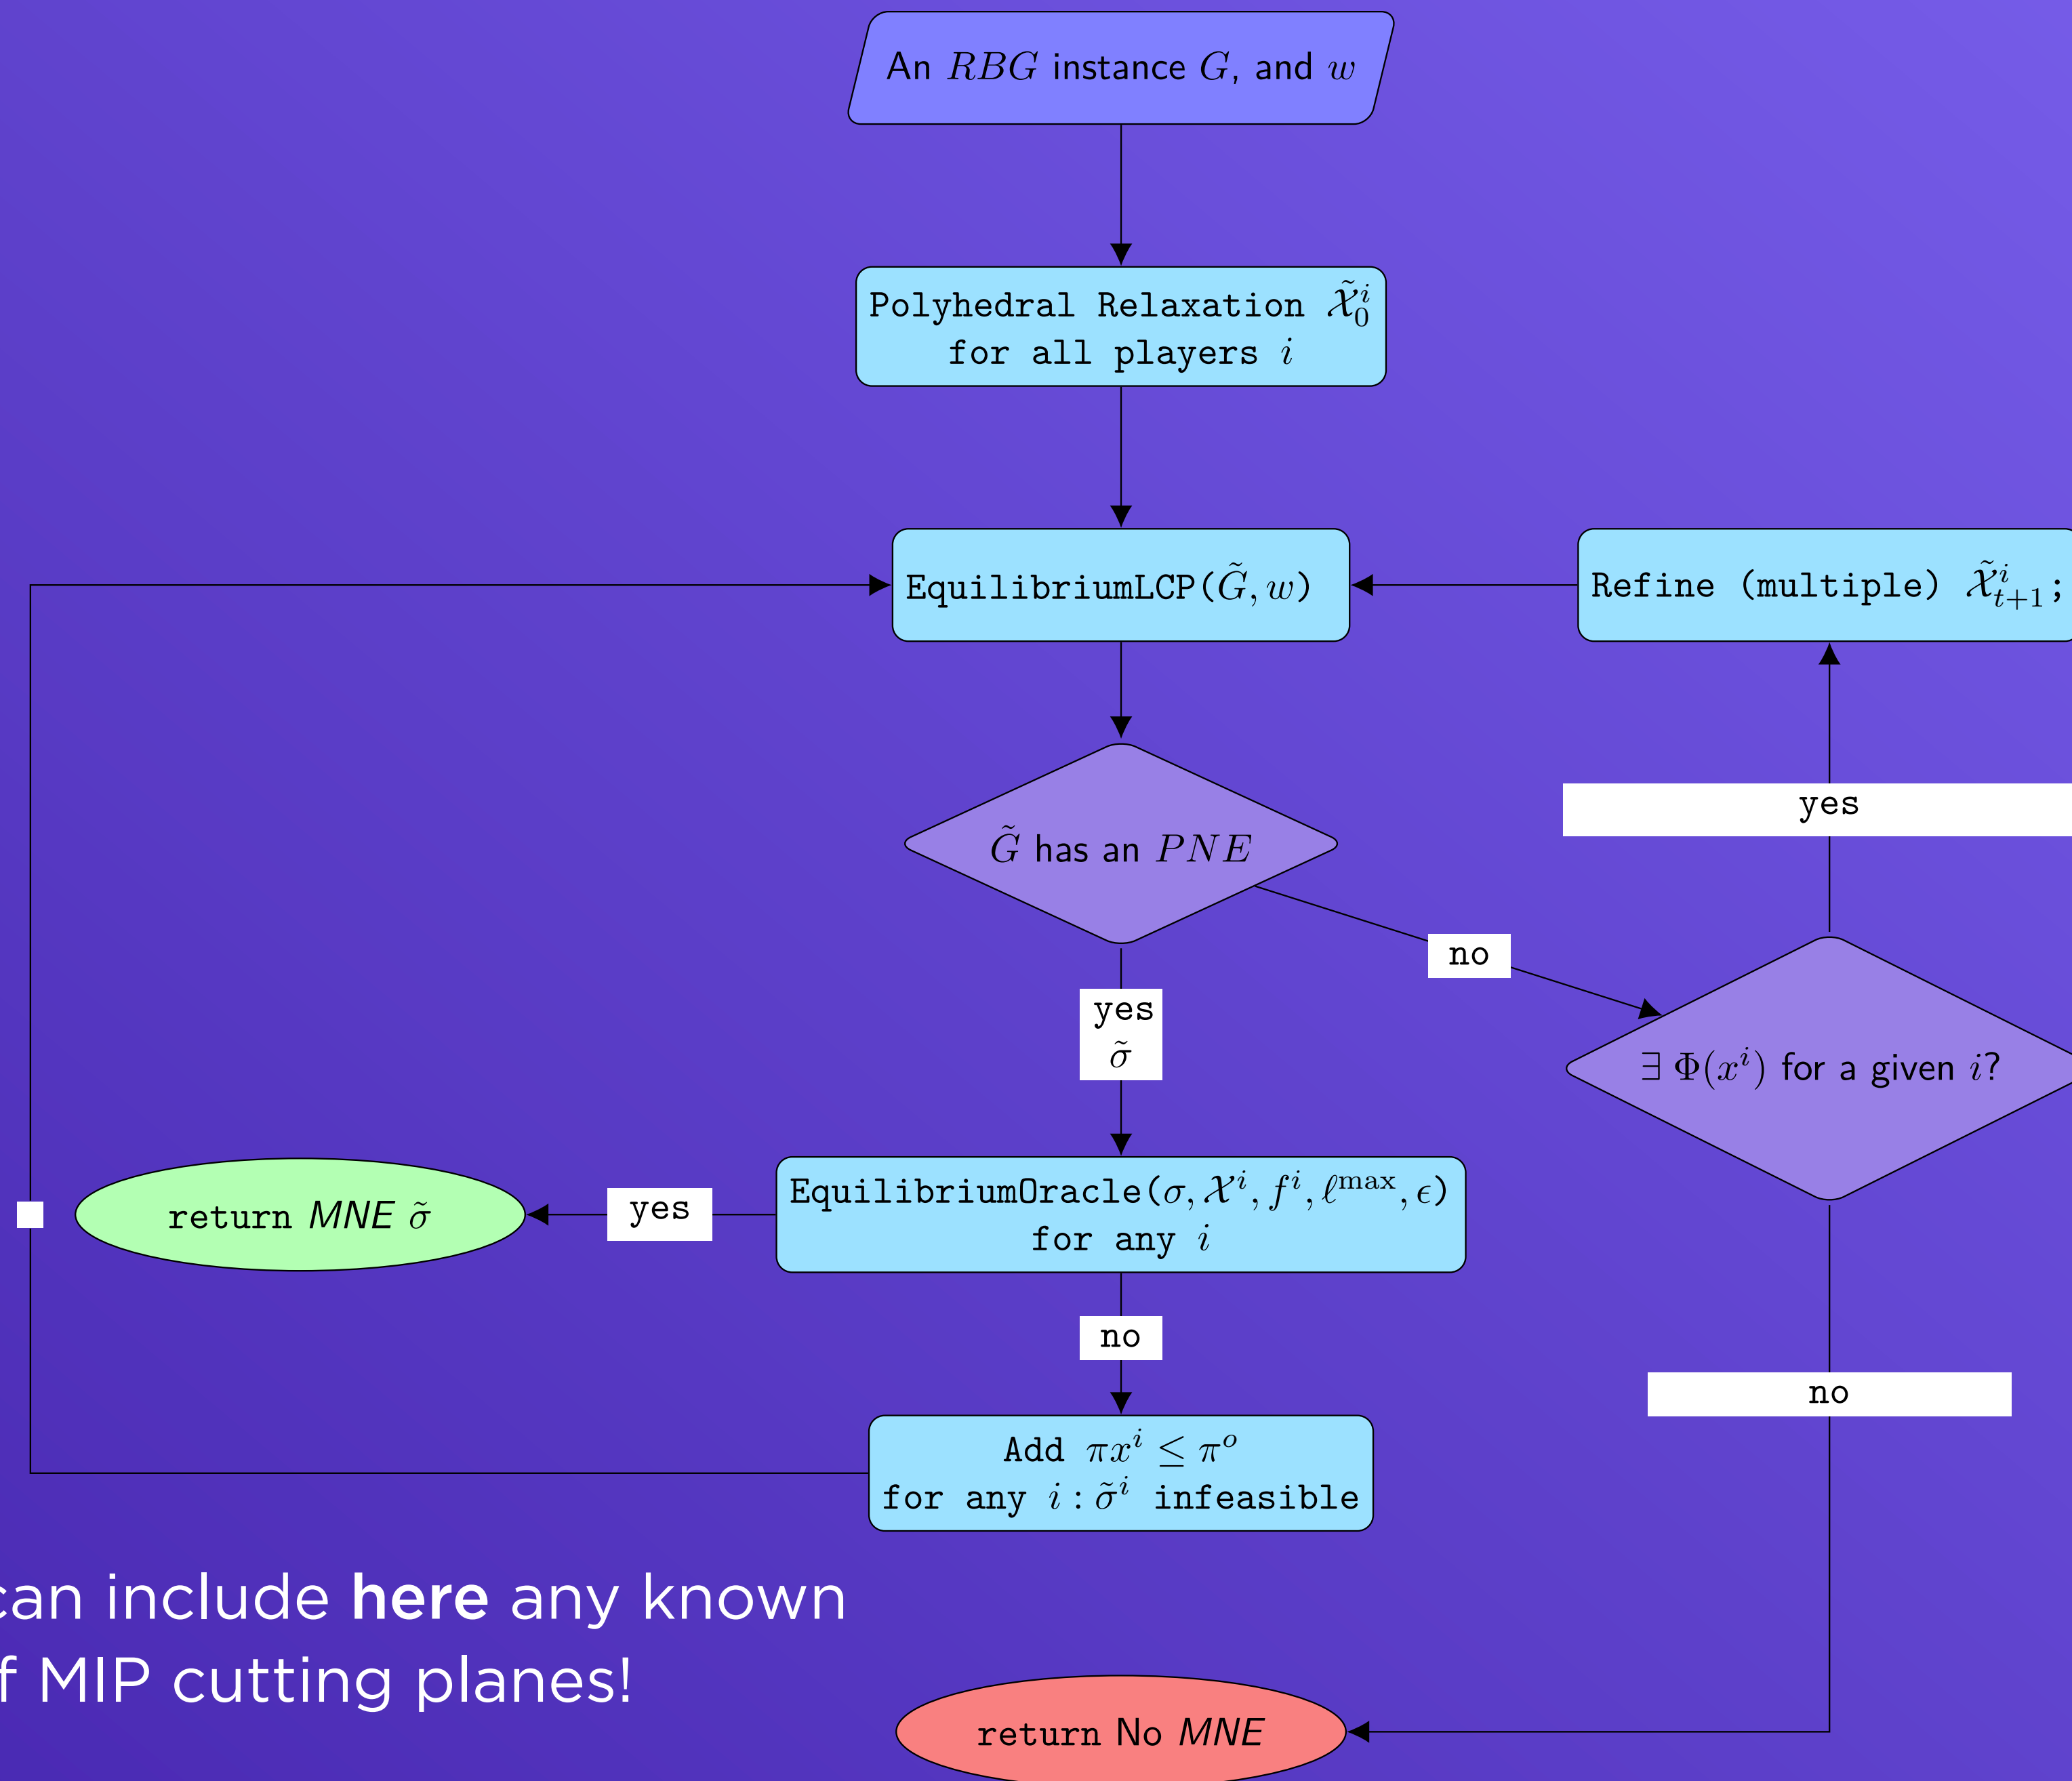 An RBG instance G, and w
Polyhedral Relaxation 𝒳̃₀ⁱ
for all players i
EquilibriumLCP(G̃, w)
Refine (multiple) 𝒳̃ⁱₜ₊₁;
G̃ has an PNE
yes
no
yes
σ̃
∃ Φ(xⁱ) for a given i?
return MNE σ̃
yes
EquilibriumOracle(σ, 𝒳ⁱ, fⁱ, ℓᵐᵃˣ, ϵ)
for any i
no
no
Add πxⁱ ≤ πᵒ
for any i : σ̃ⁱ infeasible
can include here any known
f MIP cutting planes!
return No MNE